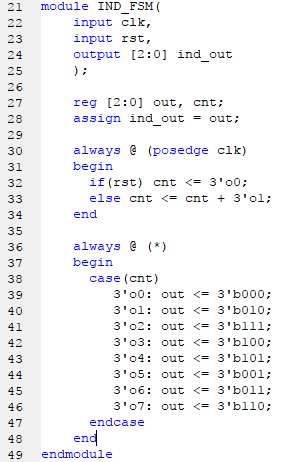 21 module IND_FSM(
22     input clk,
23     input rst,
24     output [2:0] ind_out
25     );
26
27     reg [2:0] out, cnt;
28     assign ind_out = out;
29
30     always @ (posedge clk)
31     begin
32       if(rst) cnt <= 3'o0;
33       else cnt <= cnt + 3'o1;
34     end
35
36     always @ (*)
37     begin
38       case(cnt)
39          3'o0: out <= 3'b000;
40          3'o1: out <= 3'b010;
41          3'o2: out <= 3'b111;
42          3'o3: out <= 3'b100;
43          3'o4: out <= 3'b101;
44          3'o5: out <= 3'b001;
45          3'o6: out <= 3'b011;
46          3'o7: out <= 3'b110;
47       endcase
48     end
49 endmodule